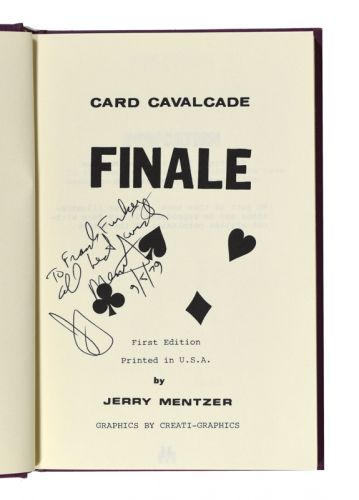 CARD CAVALCADE
FINALE
To Frank
All best
9/5/79
First Edition
Printed in U.S.A.
by
JERRY MENTZER
GRAPHICS BY CREATI-GRAPHICS